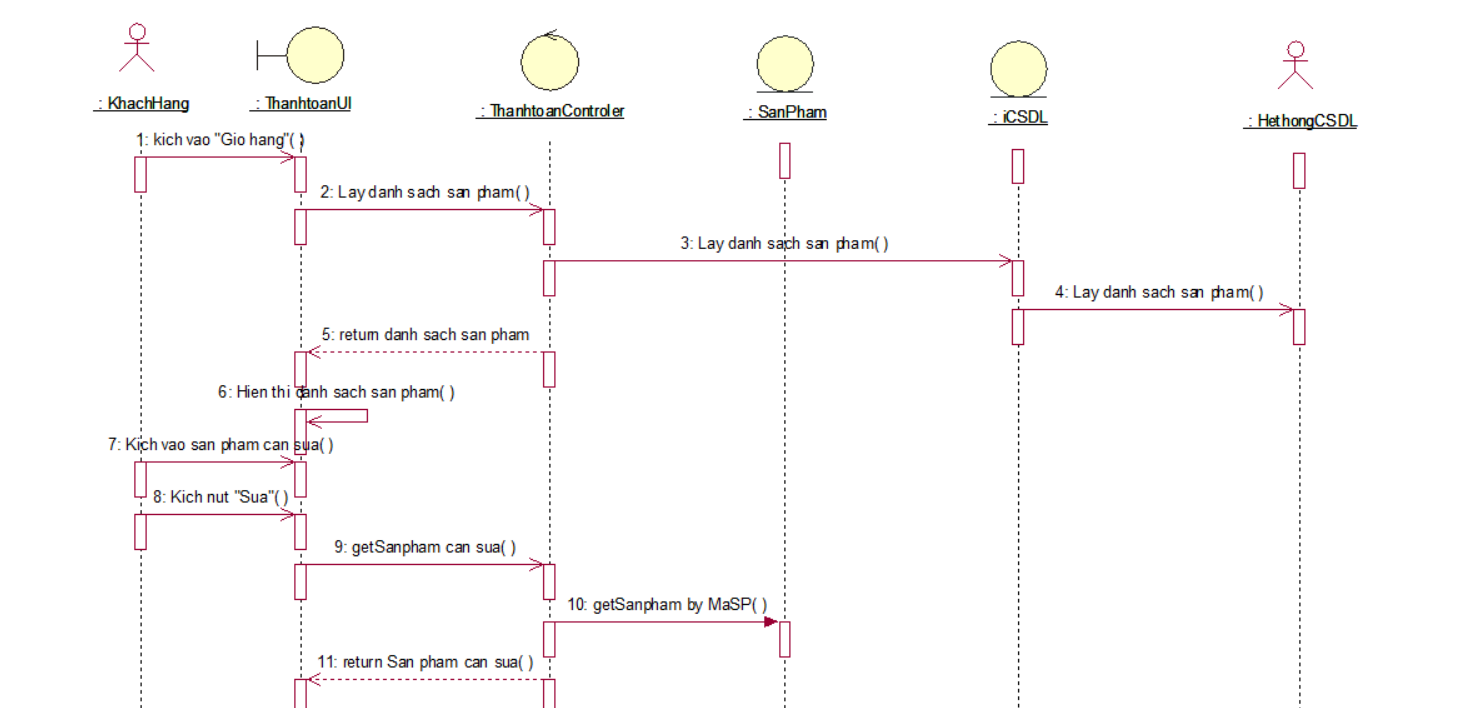 : KhachHang
: ThanhtoanUI
: ThanhtoanControler
: SanPham
: iCSDL
: HethongCSDL
1: kich vao "Gio hang"( )
2: Lay danh sach san pham( )
3: Lay danh sach san pham( )
4: Lay danh sach san pham( )
5: return danh sach san pham
6: Hien thi danh sach san pham( )
7: Kich vao san pham can sua( )
8: Kich nut "Sua"( )
9: getSanpham can sua( )
10: getSanpham by MaSP( )
11: return San pham can sua( )